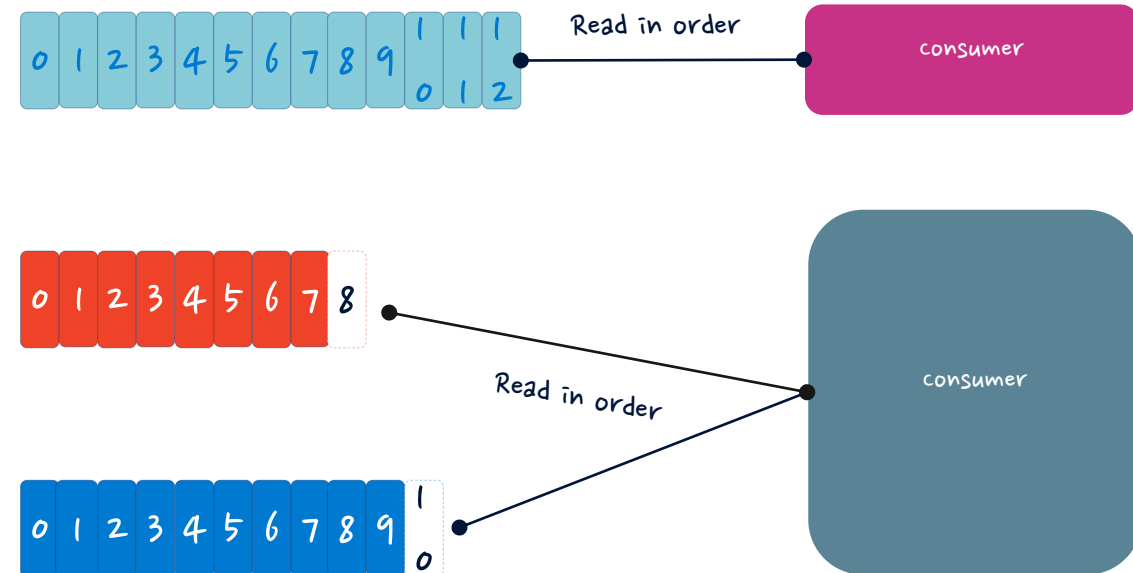 0 1 2 3 4 5 6 7 8 9 10 11 12
Read in order
consumer
0 1 2 3 4 5 6 7 8
Read in order
consumer
0 1 2 3 4 5 6 7 8 9 10